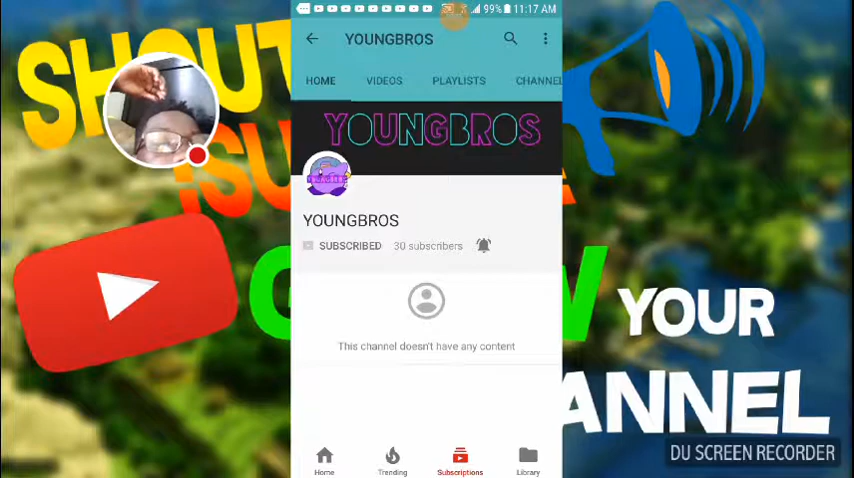 99% 11:17 AM
YOUNGBROS
HOME VIDEOS PLAYLISTS CHANNEL
YOUNGBROS
YOUNGBROS
SUBSCRIBED 30 subscribers
This channel doesn't have any content
YOUR
ANNEL
Home Trending Subscriptions Library
DU SCREEN RECORDER